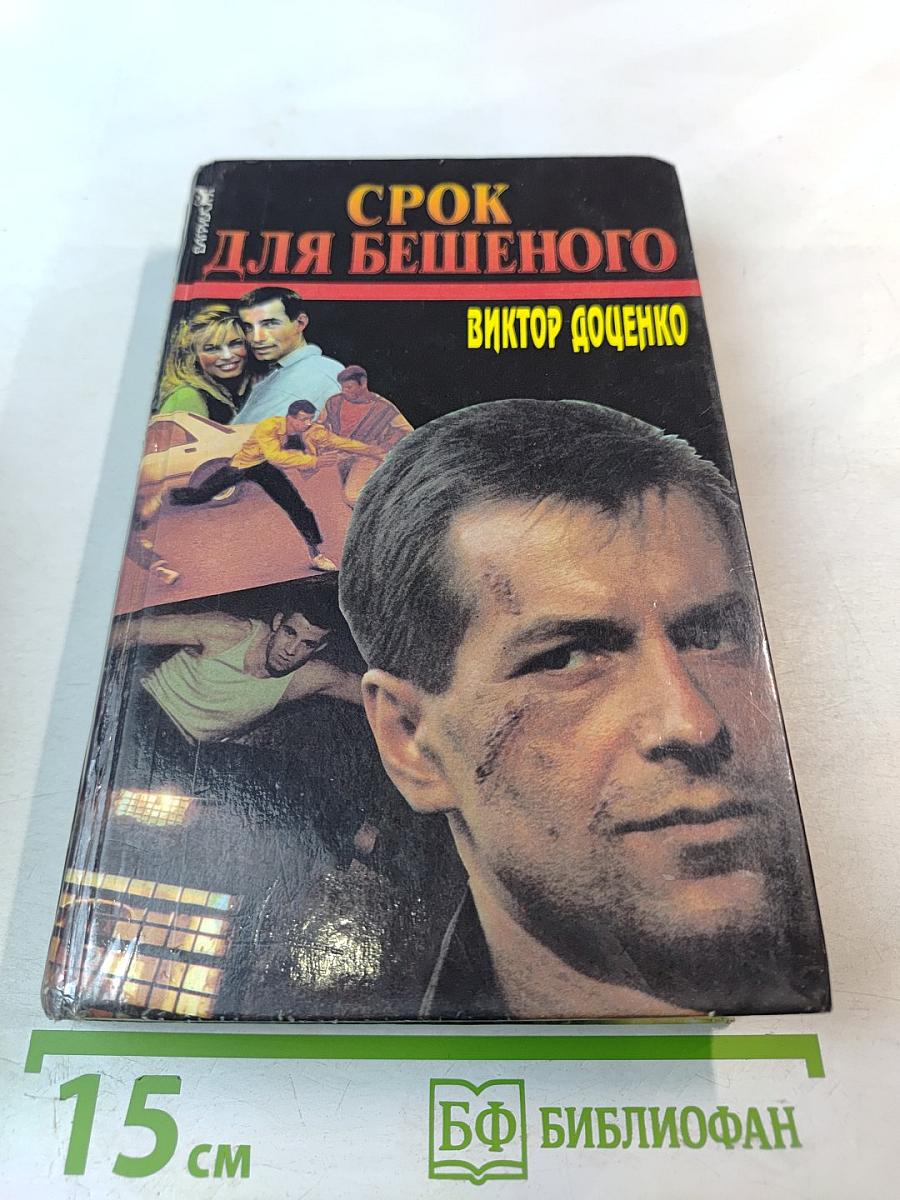 СРОК
ДЛЯ БЕШЕНОГО
ВИКТОР ДОЦЕНКО
15 см
БФ БИБЛИОФАН